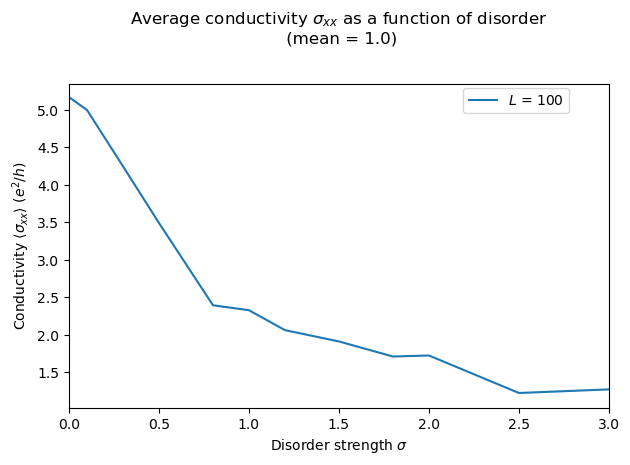 Average conductivity σxx as a function of disorder
(mean = 1.0)
L = 100
Conductivity ⟨σxx⟩ (e²/h)
5.0
4.5
4.0
3.5
3.0
2.5
2.0
1.5
0.0 0.5 1.0 1.5 2.0 2.5 3.0
Disorder strength σ